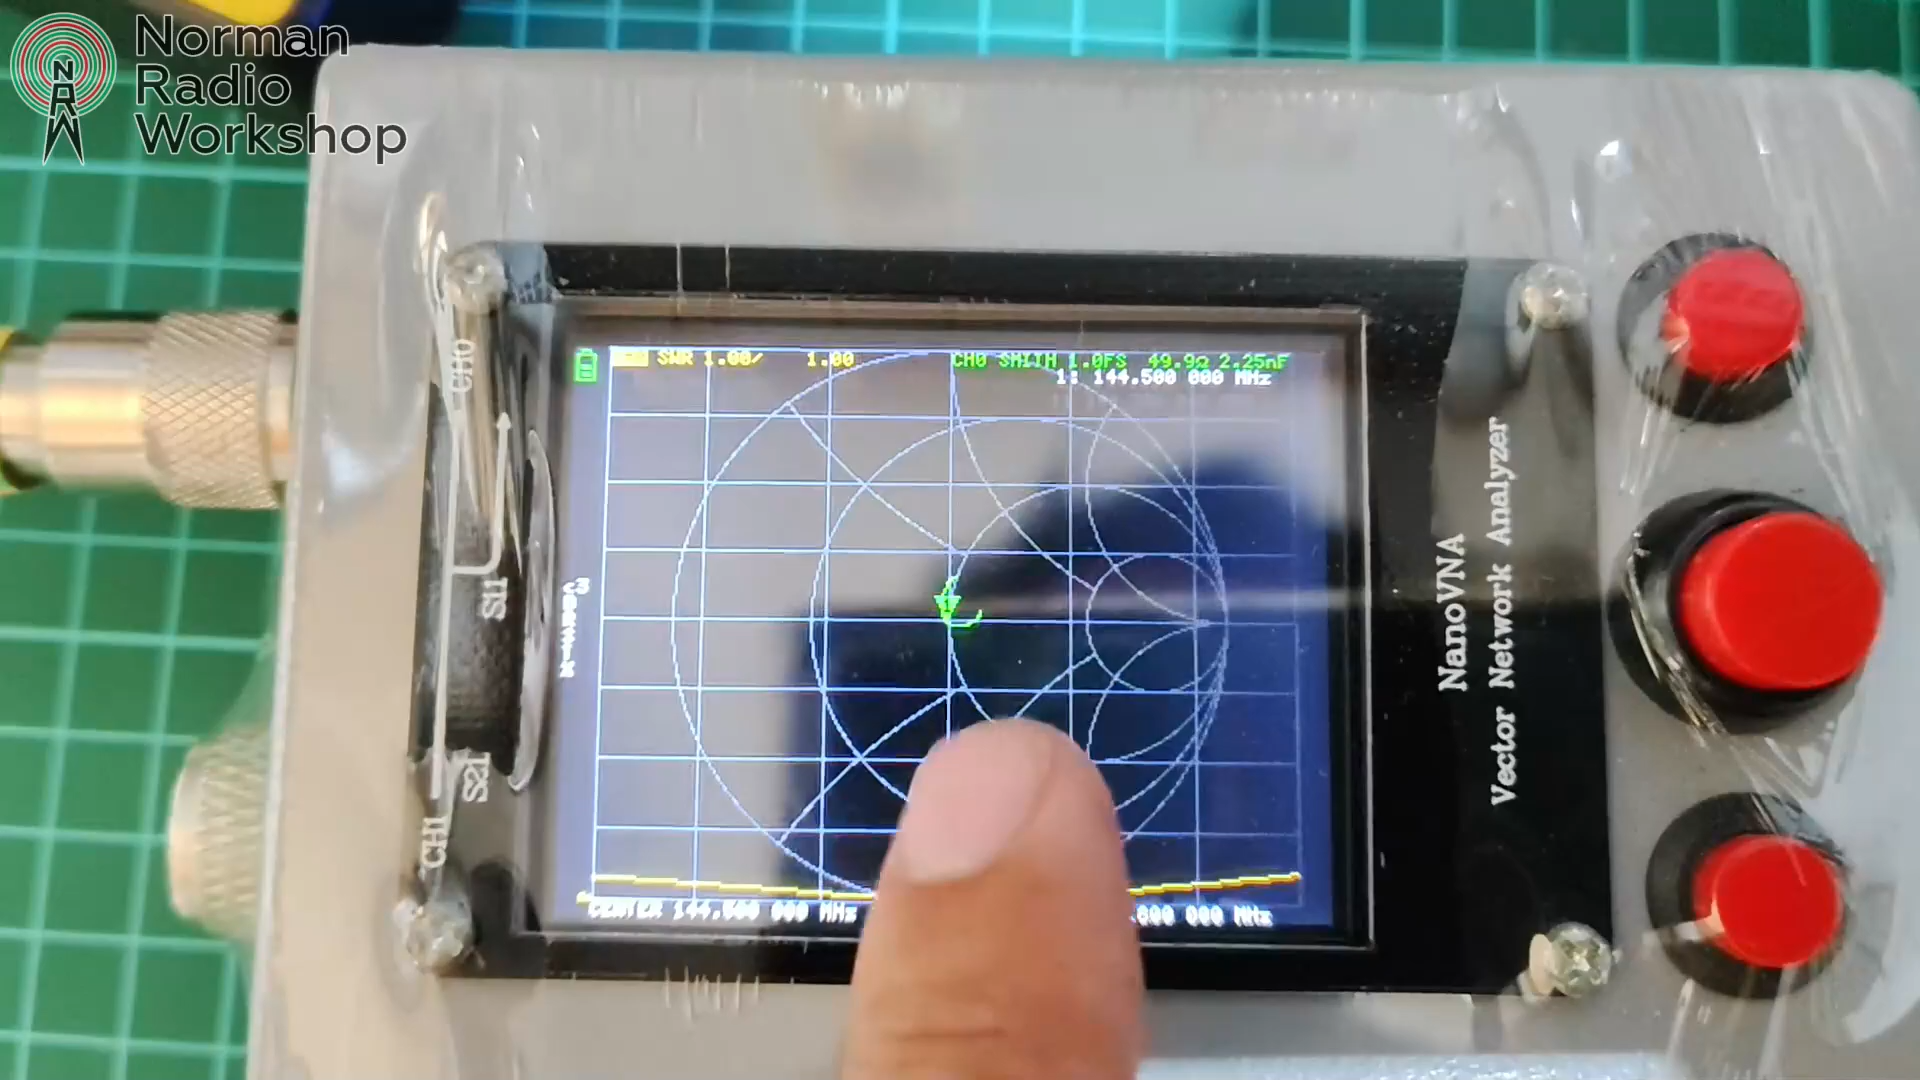 Norman
Radio
Workshop
SWR 1.00/ 1.00
CH0 SMITH 1.0FS 49.9Ω 2.25nF
1: 144.500 000 MHz
CENTER 144.500 000 MHz
.800 000 MHz
CH0
S11
S21
CH1
NanoVNA
Vector Network Analyzer